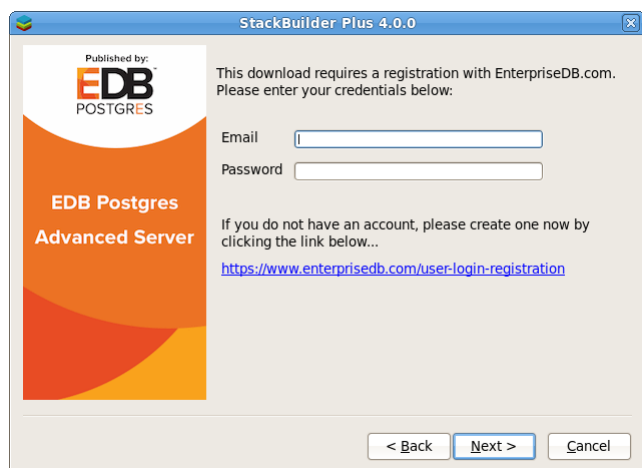 StackBuilder Plus 4.0.0
Published by:
EDB
POSTGRES
EDB Postgres
Advanced Server
This download requires a registration with EnterpriseDB.com.
Please enter your credentials below:
Email
Password
If you do not have an account, please create one now by
clicking the link below...
https://www.enterprisedb.com/user-login-registration
< Back
Next >
Cancel